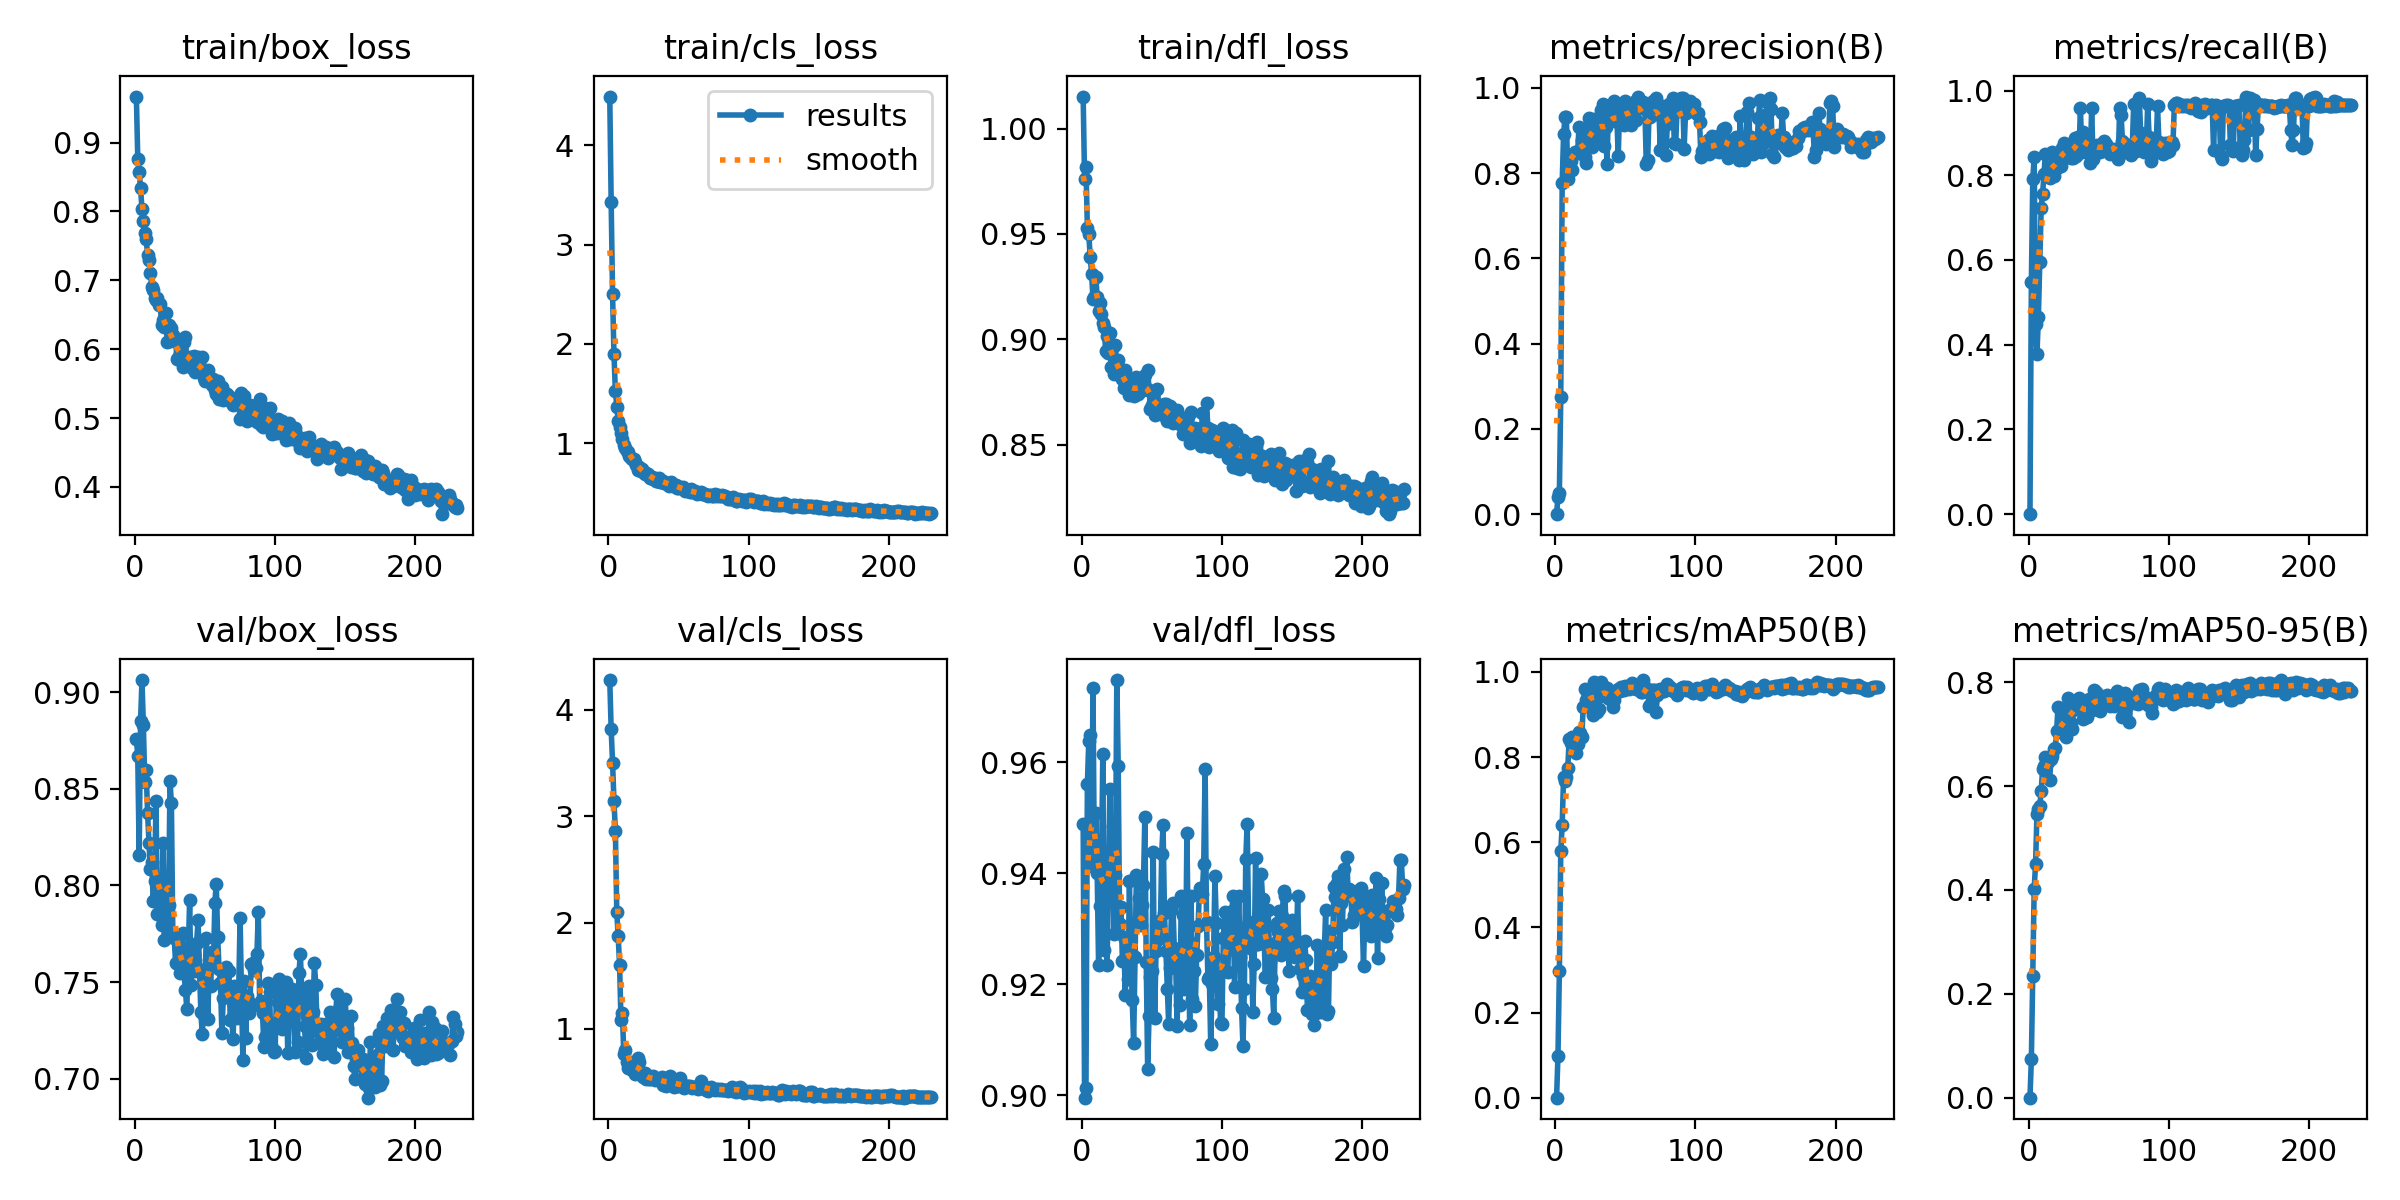 train/box_loss
0.9
0.8
0.7
0.6
0.5
0.4
0 100 200
train/cls_loss
results
smooth
4
3
2
1
0 100 200
train/dfl_loss
1.00
0.95
0.90
0.85
0 100 200
metrics/precision(B)
1.0
0.8
0.6
0.4
0.2
0.0
0 100 200
metrics/recall(B)
1.0
0.8
0.6
0.4
0.2
0.0
0 100 200
val/box_loss
0.90
0.85
0.80
0.75
0.70
0 100 200
val/cls_loss
4
3
2
1
0 100 200
val/dfl_loss
0.96
0.94
0.92
0.90
0 100 200
metrics/mAP50(B)
1.0
0.8
0.6
0.4
0.2
0.0
0 100 200
metrics/mAP50-95(B)
0.8
0.6
0.4
0.2
0.0
0 100 200